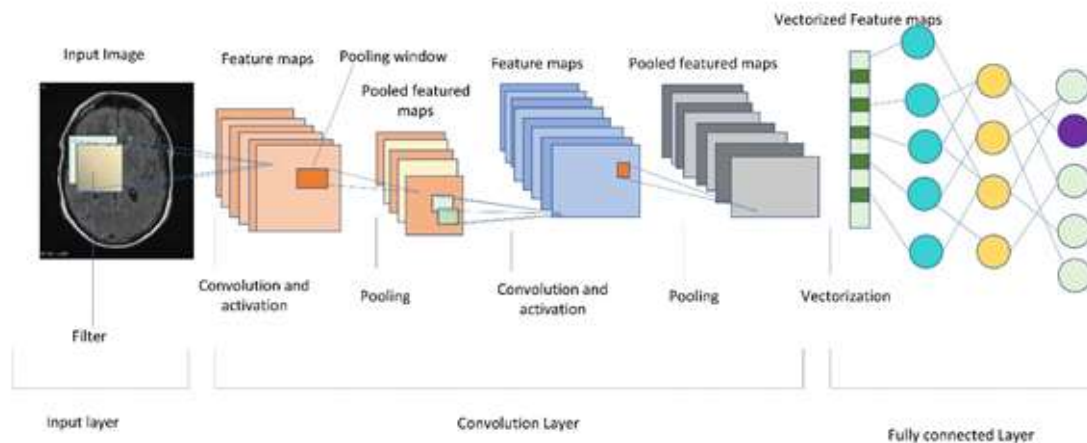 Vectorized Feature maps
Input Image
Feature maps
Pooling window
Feature maps
Pooled featured maps
Pooled featured
maps
Convolution and
activation
Pooling
Convolution and
activation
Pooling
Vectorization
Filter
Input layer
Convolution Layer
Fully connected Layer